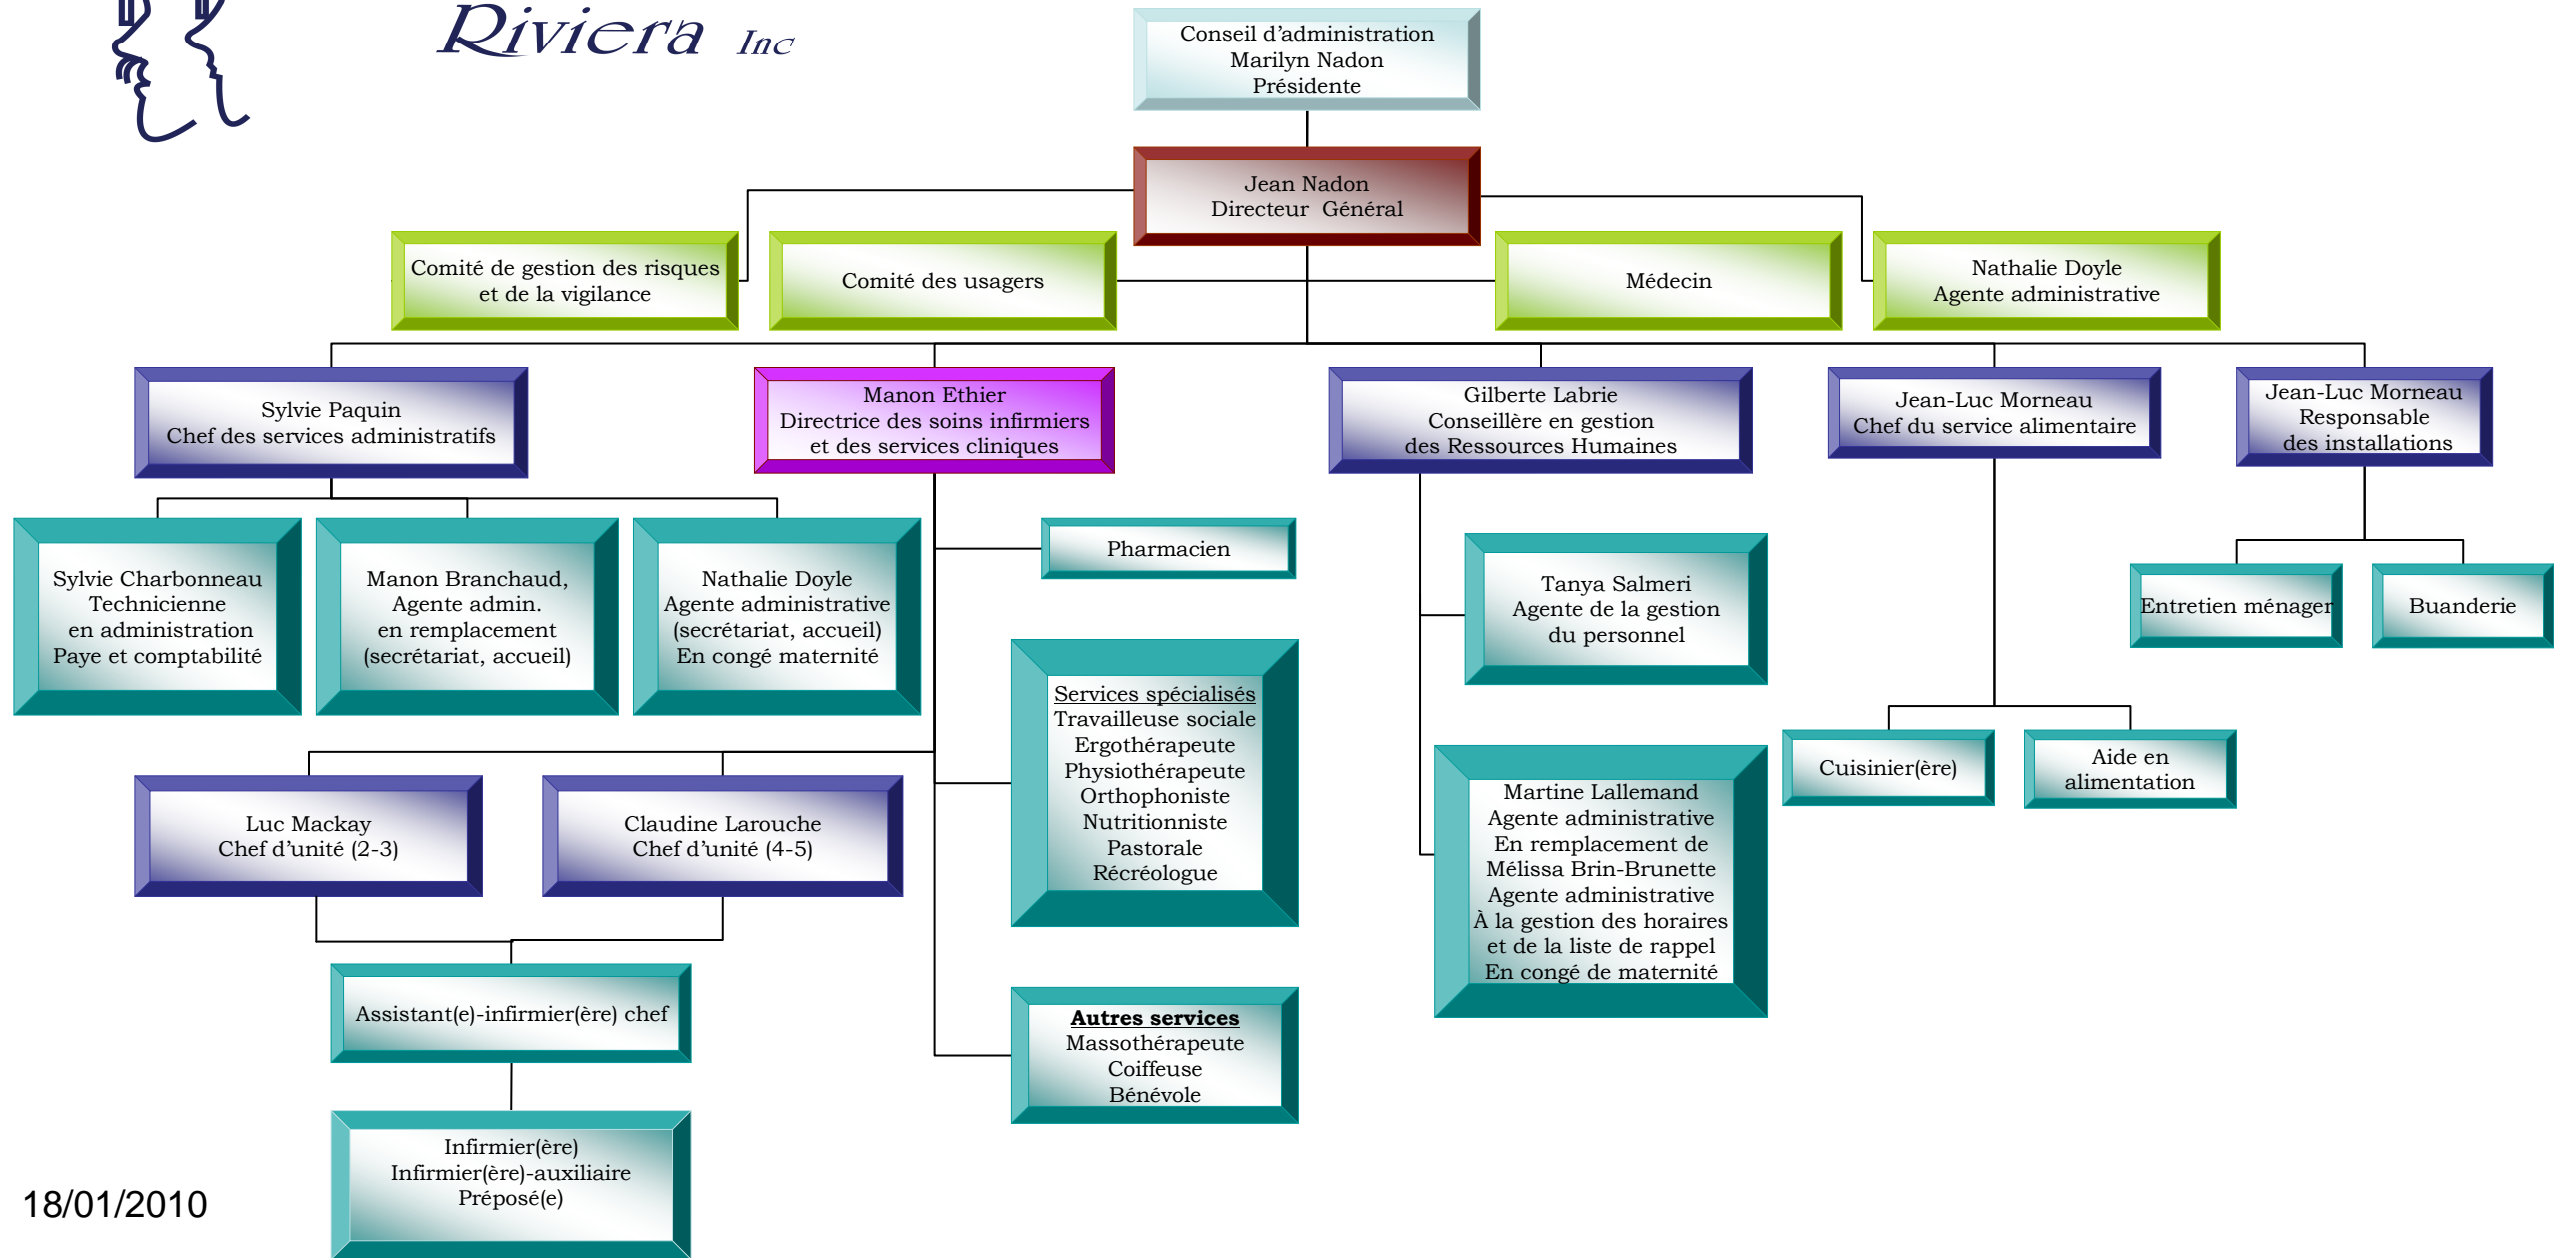 Riviera Inc
Conseil d’administration
Marilyn Nadon
Présidente
Jean Nadon
Directeur Général
Comité de gestion des risques
et de la vigilance
Comité des usagers
Médecin
Nathalie Doyle
Agente administrative
Sylvie Paquin
Chef des services administratifs
Manon Ethier
Directrice des soins infirmiers
et des services cliniques
Gilberte Labrie
Conseillère en gestion
des Ressources Humaines
Jean-Luc Morneau
Chef du service alimentaire
Jean-Luc Morneau
Responsable
des installations
Sylvie Charbonneau
Technicienne
en administration
Paye et comptabilité
Manon Branchaud,
Agente admin.
en remplacement
(secrétariat, accueil)
Nathalie Doyle
Agente administrative
(secrétariat, accueil)
En congé maternité
Pharmacien
Tanya Salmeri
Agente de la gestion
du personnel
Entretien ménager
Buanderie
Services spécialisés
Travailleuse sociale
Ergothérapeute
Physiothérapeute
Orthophoniste
Nutritionniste
Pastorale
Récréologue
Luc Mackay
Chef d’unité (2-3)
Claudine Larouche
Chef d’unité (4-5)
Martine Lallemand
Agente administrative
En remplacement de
Mélissa Brin-Brunette
Agente administrative
À la gestion des horaires
et de la liste de rappel
En congé de maternité
Cuisinier(ère)
Aide en
alimentation
Assistant(e)-infirmier(ère) chef
Autres services
Massothérapeute
Coiffeuse
Bénévole
Infirmier(ère)
Infirmier(ère)-auxiliaire
Préposé(e)
18/01/2010